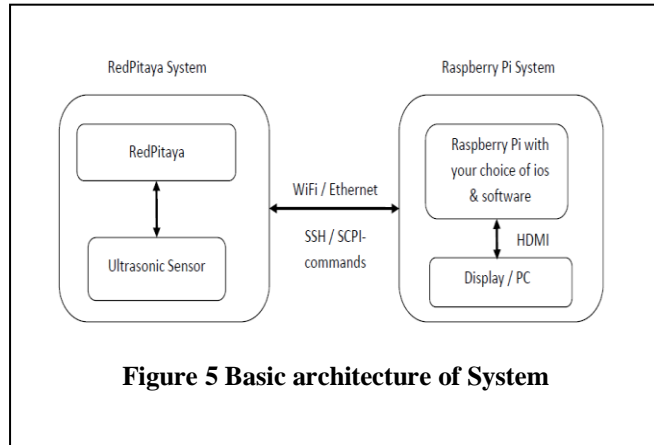 RedPitaya System
Raspberry Pi System
RedPitaya
Ultrasonic Sensor
WiFi / Ethernet
SSH / SCPI-
commands
Raspberry Pi with
your choice of ios
& software
HDMI
Display / PC
Figure 5 Basic architecture of System